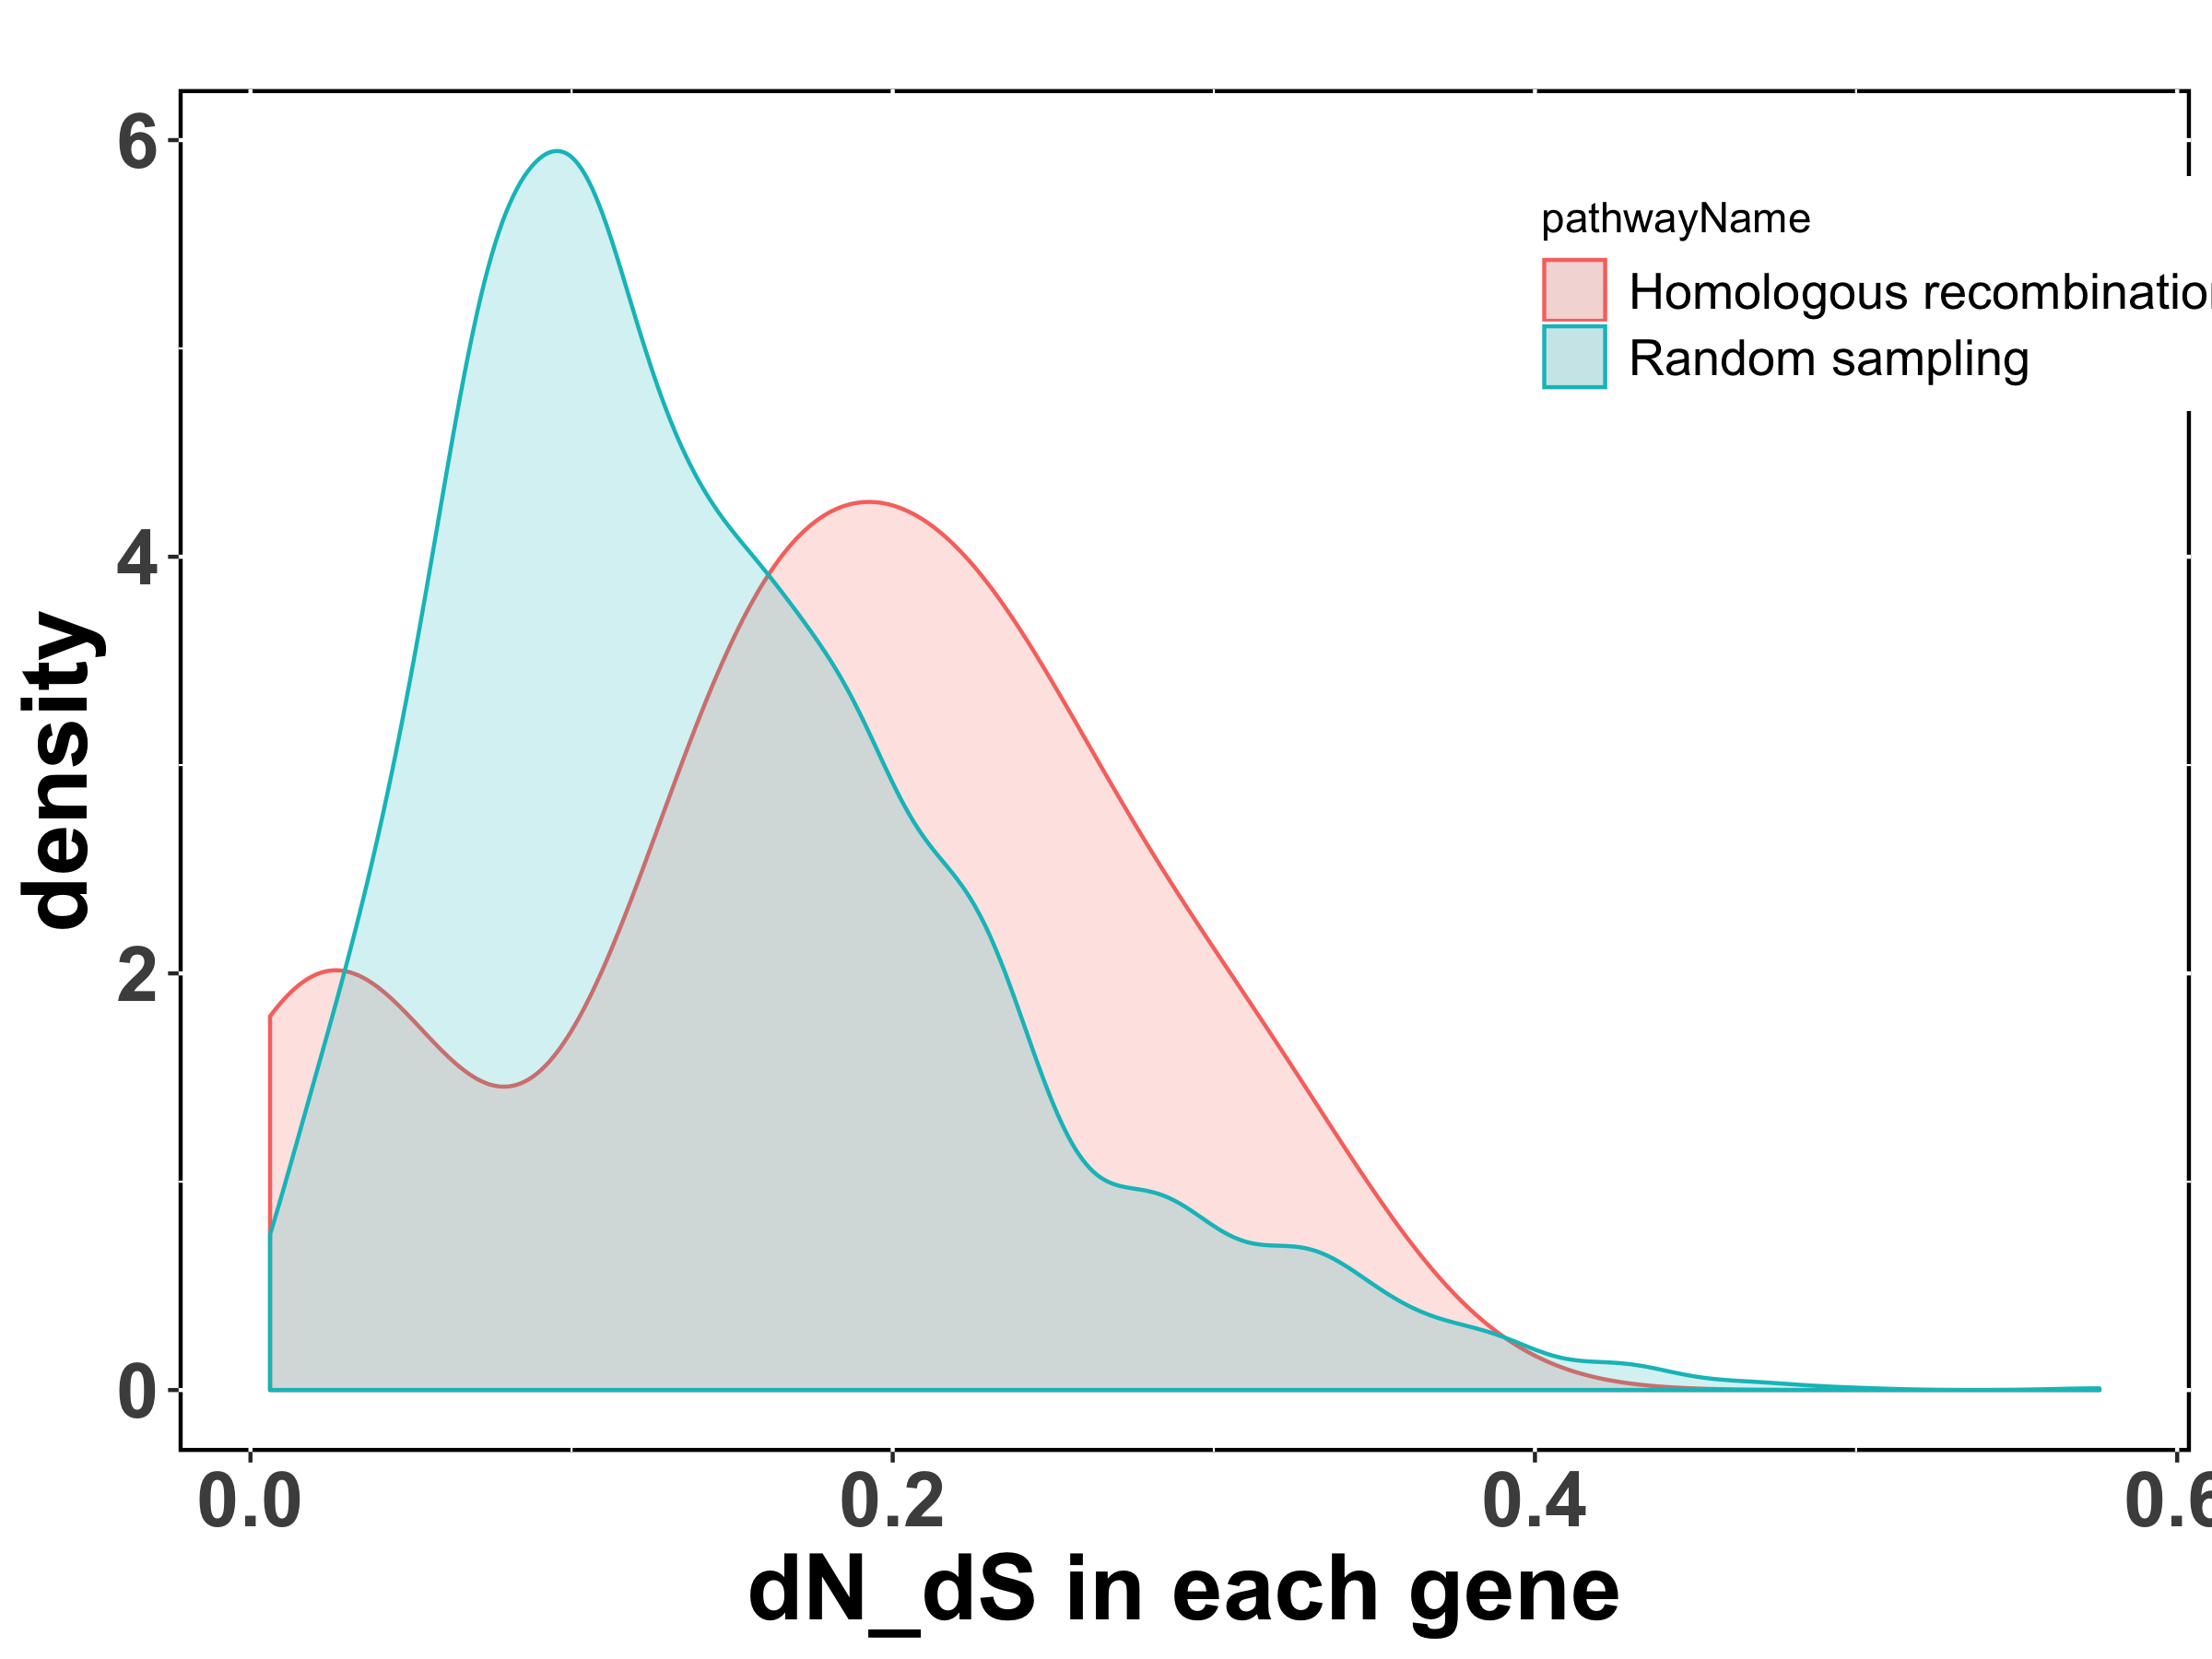 6
4
2
0
density
pathwayName
Homologous recombination
Random sampling
0.0 0.2 0.4 0.6
dN_dS in each gene